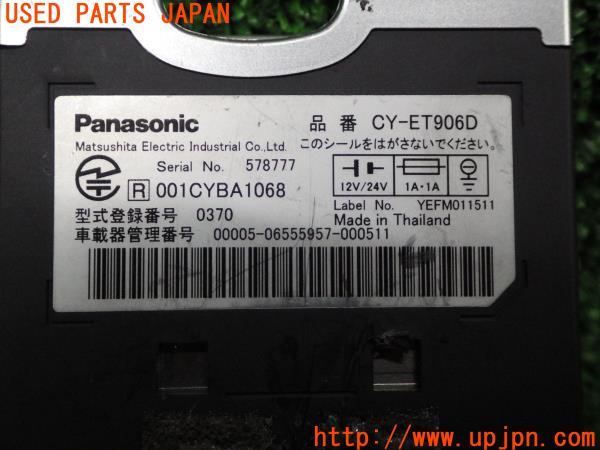 USED PARTS JAPAN
Panasonic
Matsushita Electric Industrial Co.,Ltd.
Serial No. 578777
R 001CYBA1068
型式登録番号 0370
車載器管理番号 00005-06555957-000511
品番 CY-ET906D
このシールをはがさないでください。
12V/24V 1A・1A
Label No. YEFM011511
Made in Thailand
USED PARTS JAPAN
http://www.upjpn.com/